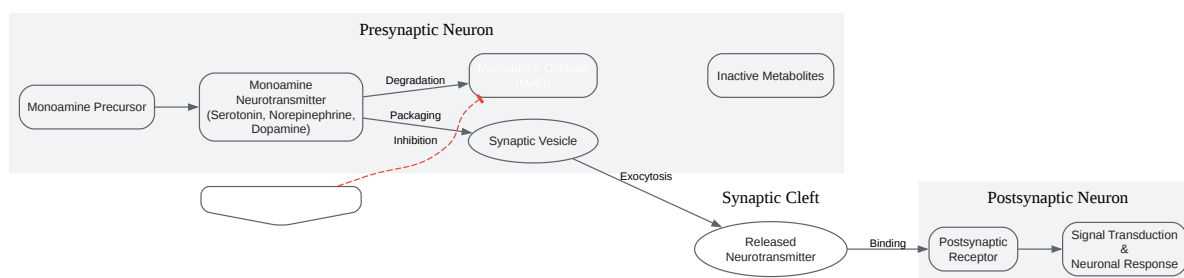 Presynaptic Neuron
Monoamine Precursor
Monoamine
Neurotransmitter
(Serotonin, Norepinephrine,
Dopamine)
Degradation
Packaging
Inhibition
Monoamine Oxidase
(MAO)
Synaptic Vesicle
Inactive Metabolites
Exocytosis
Synaptic Cleft
Released
Neurotransmitter
Binding
Postsynaptic Neuron
Postsynaptic
Receptor
Signal Transduction
&
Neuronal Response